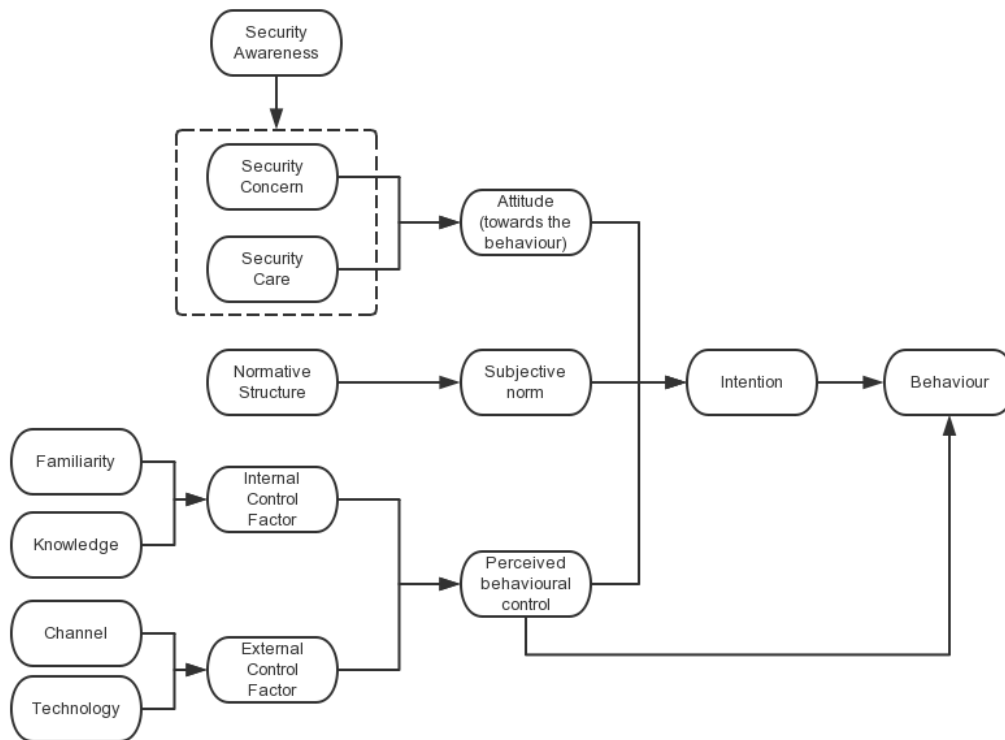 Security
Awareness
Security
Concern
Security
Care
Attitude
(towards the
behaviour)
Normative
Structure
Subjective
norm
Intention
Behaviour
Familiarity
Knowledge
Internal
Control
Factor
Channel
Technology
External
Control
Factor
Perceived
behavioural
control